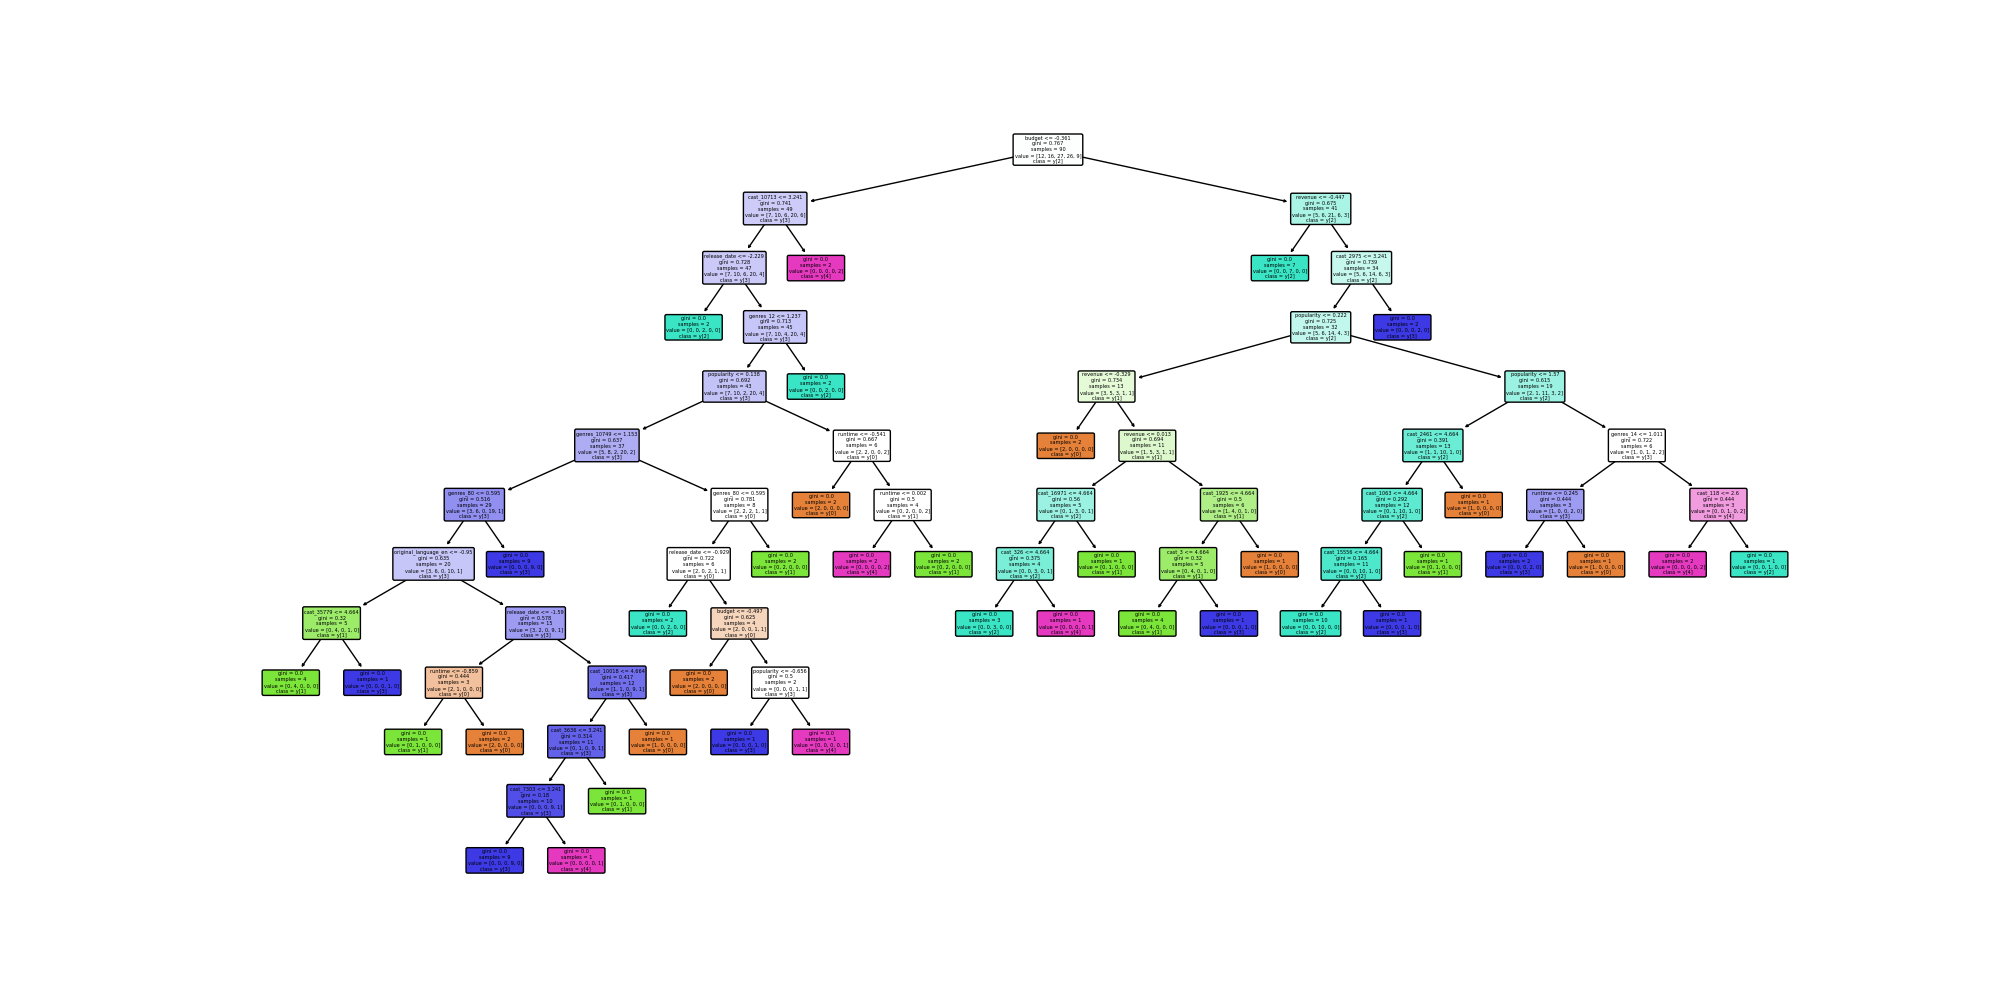 budget <= -0.361
gini = 0.767
samples = 90
value = [12, 16, 27, 26, 9]
class = y[2]
cast_10713 <= 3.241
gini = 0.741
samples = 49
value = [7, 10, 6, 20, 6]
class = y[3]
revenue <= -0.447
gini = 0.675
samples = 41
value = [5, 6, 21, 6, 3]
class = y[2]
release_date <= -2.229
gini = 0.728
samples = 47
value = [7, 10, 6, 20, 4]
class = y[3]
gini = 0.0
samples = 2
value = [0, 0, 0, 0, 2]
class = y[4]
gini = 0.0
samples = 7
value = [0, 0, 7, 0, 0]
class = y[2]
cast_2975 <= 3.241
gini = 0.739
samples = 34
value = [5, 6, 14, 6, 3]
class = y[2]
gini = 0.0
samples = 2
value = [0, 0, 2, 0, 0]
class = y[2]
genres_12 <= 1.237
gini = 0.713
samples = 45
value = [7, 10, 4, 20, 4]
class = y[3]
popularity <= 0.222
gini = 0.725
samples = 32
value = [5, 6, 14, 4, 3]
class = y[2]
gini = 0.0
samples = 2
value = [0, 0, 0, 2, 0]
class = y[3]
popularity <= 0.138
gini = 0.692
samples = 43
value = [7, 10, 2, 20, 4]
class = y[3]
gini = 0.0
samples = 2
value = [0, 0, 2, 0, 0]
class = y[2]
revenue <= -0.329
gini = 0.734
samples = 13
value = [3, 5, 3, 1, 1]
class = y[1]
popularity <= 1.57
gini = 0.615
samples = 19
value = [2, 1, 11, 3, 2]
class = y[2]
genres_10749 <= 1.153
gini = 0.637
samples = 37
value = [5, 8, 2, 20, 2]
class = y[3]
runtime <= -0.541
gini = 0.667
samples = 6
value = [2, 2, 0, 0, 2]
class = y[0]
gini = 0.0
samples = 2
value = [2, 0, 0, 0, 0]
class = y[0]
revenue <= 0.013
gini = 0.694
samples = 11
value = [1, 5, 3, 1, 1]
class = y[1]
cast_2461 <= 4.664
gini = 0.391
samples = 13
value = [1, 1, 10, 1, 0]
class = y[2]
genres_14 <= 1.011
gini = 0.722
samples = 6
value = [1, 0, 1, 2, 2]
class = y[3]
genres_80 <= 0.595
gini = 0.516
samples = 29
value = [3, 6, 0, 19, 1]
class = y[3]
genres_80 <= 0.595
gini = 0.781
samples = 8
value = [2, 2, 2, 1, 1]
class = y[0]
gini = 0.0
samples = 2
value = [2, 0, 0, 0, 0]
class = y[0]
runtime <= 0.002
gini = 0.5
samples = 4
value = [0, 2, 0, 0, 2]
class = y[1]
cast_16971 <= 4.664
gini = 0.56
samples = 5
value = [0, 1, 3, 0, 1]
class = y[2]
cast_1925 <= 4.664
gini = 0.5
samples = 6
value = [1, 4, 0, 1, 0]
class = y[1]
cast_1063 <= 4.664
gini = 0.292
samples = 12
value = [0, 1, 10, 1, 0]
class = y[2]
gini = 0.0
samples = 1
value = [1, 0, 0, 0, 0]
class = y[0]
runtime <= 0.245
gini = 0.444
samples = 3
value = [1, 0, 0, 2, 0]
class = y[3]
cast_118 <= 2.6
gini = 0.444
samples = 3
value = [0, 0, 1, 0, 2]
class = y[4]
original_language_en <= -0.95
gini = 0.635
samples = 20
value = [3, 6, 0, 10, 1]
class = y[3]
gini = 0.0
samples = 9
value = [0, 0, 0, 9, 0]
class = y[3]
release_date <= -0.929
gini = 0.722
samples = 6
value = [2, 0, 2, 1, 1]
class = y[0]
gini = 0.0
samples = 2
value = [0, 2, 0, 0, 0]
class = y[1]
gini = 0.0
samples = 2
value = [0, 0, 0, 0, 2]
class = y[4]
gini = 0.0
samples = 2
value = [0, 2, 0, 0, 0]
class = y[1]
cast_326 <= 4.664
gini = 0.375
samples = 4
value = [0, 0, 3, 0, 1]
class = y[2]
gini = 0.0
samples = 1
value = [0, 1, 0, 0, 0]
class = y[1]
cast_3 <= 4.664
gini = 0.32
samples = 5
value = [0, 4, 0, 1, 0]
class = y[1]
gini = 0.0
samples = 1
value = [1, 0, 0, 0, 0]
class = y[0]
cast_15556 <= 4.664
gini = 0.165
samples = 11
value = [0, 0, 10, 1, 0]
class = y[2]
gini = 0.0
samples = 1
value = [0, 1, 0, 0, 0]
class = y[1]
gini = 0.0
samples = 2
value = [0, 0, 0, 2, 0]
class = y[3]
gini = 0.0
samples = 1
value = [1, 0, 0, 0, 0]
class = y[0]
gini = 0.0
samples = 2
value = [0, 0, 0, 0, 2]
class = y[4]
gini = 0.0
samples = 1
value = [0, 0, 1, 0, 0]
class = y[2]
cast_35779 <= 4.664
gini = 0.32
samples = 5
value = [0, 4, 0, 1, 0]
class = y[1]
release_date <= -1.59
gini = 0.578
samples = 15
value = [3, 2, 0, 9, 1]
class = y[3]
gini = 0.0
samples = 2
value = [0, 0, 2, 0, 0]
class = y[2]
budget <= -0.497
gini = 0.625
samples = 4
value = [2, 0, 0, 1, 1]
class = y[0]
gini = 0.0
samples = 3
value = [0, 0, 3, 0, 0]
class = y[2]
gini = 0.0
samples = 1
value = [0, 0, 0, 0, 1]
class = y[4]
gini = 0.0
samples = 4
value = [0, 4, 0, 0, 0]
class = y[1]
gini = 0.0
samples = 1
value = [0, 0, 0, 1, 0]
class = y[3]
gini = 0.0
samples = 10
value = [0, 0, 10, 0, 0]
class = y[2]
gini = 0.0
samples = 1
value = [0, 0, 0, 1, 0]
class = y[3]
gini = 0.0
samples = 4
value = [0, 4, 0, 0, 0]
class = y[1]
gini = 0.0
samples = 1
value = [0, 0, 0, 1, 0]
class = y[3]
runtime <= -0.859
gini = 0.444
samples = 3
value = [2, 1, 0, 0, 0]
class = y[0]
cast_10018 <= 4.664
gini = 0.417
samples = 12
value = [1, 1, 0, 9, 1]
class = y[3]
gini = 0.0
samples = 2
value = [2, 0, 0, 0, 0]
class = y[0]
popularity <= -0.656
gini = 0.5
samples = 2
value = [0, 0, 0, 1, 1]
class = y[3]
gini = 0.0
samples = 1
value = [0, 1, 0, 0, 0]
class = y[1]
gini = 0.0
samples = 2
value = [2, 0, 0, 0, 0]
class = y[0]
cast_3636 <= 3.241
gini = 0.314
samples = 11
value = [0, 1, 0, 9, 1]
class = y[3]
gini = 0.0
samples = 1
value = [1, 0, 0, 0, 0]
class = y[0]
gini = 0.0
samples = 1
value = [0, 0, 0, 1, 0]
class = y[3]
gini = 0.0
samples = 1
value = [0, 0, 0, 0, 1]
class = y[4]
cast_7303 <= 3.241
gini = 0.18
samples = 10
value = [0, 0, 0, 9, 1]
class = y[3]
gini = 0.0
samples = 1
value = [0, 1, 0, 0, 0]
class = y[1]
gini = 0.0
samples = 9
value = [0, 0, 0, 9, 0]
class = y[3]
gini = 0.0
samples = 1
value = [0, 0, 0, 0, 1]
class = y[4]